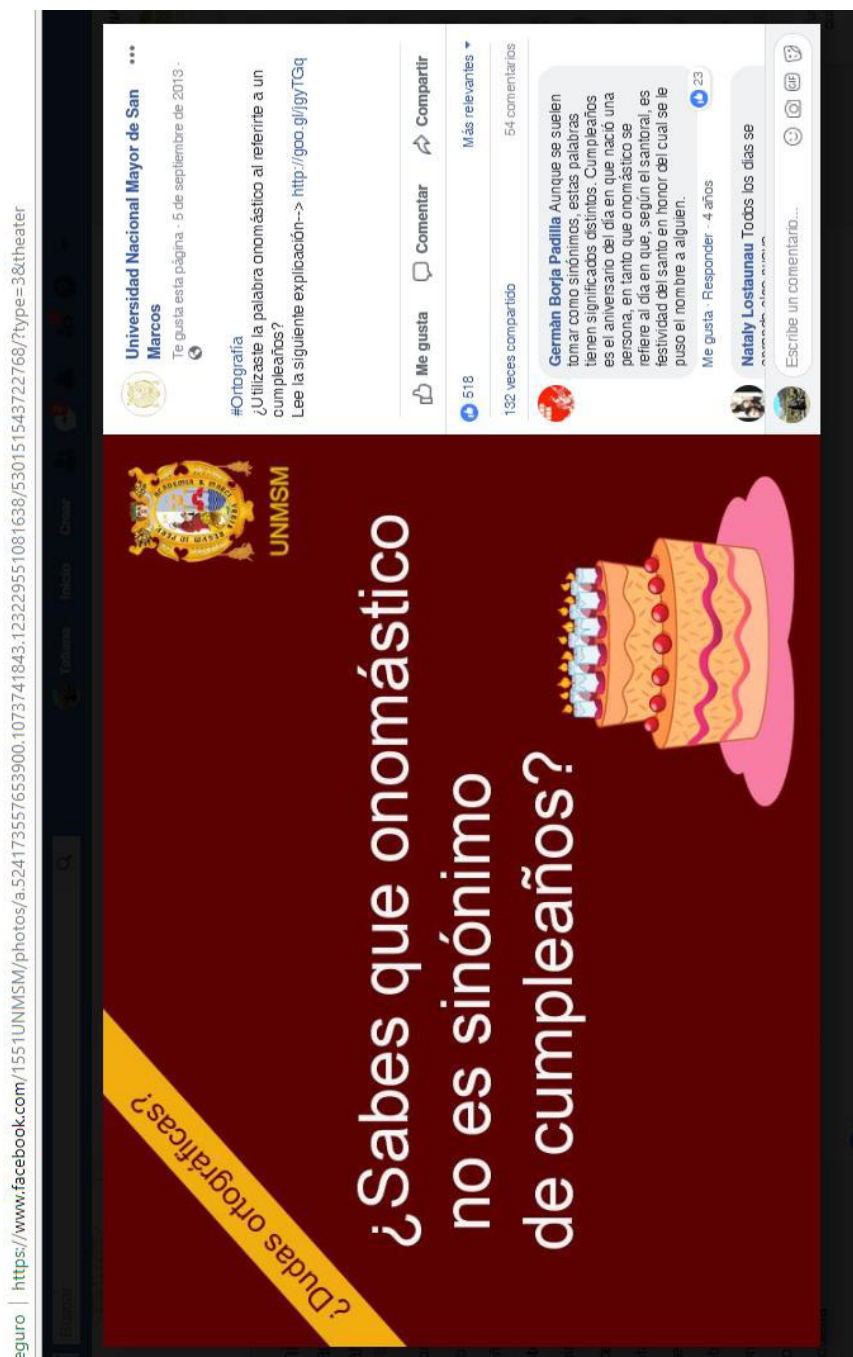 eguro | https://www.facebook.com/1551UNMSM/photos/a.524173557653900.1073741843.123229551081638/530151543722768/?type=3&theater
Buscar
Tatiana
Inicio
Crear
¿Dudas ortográficas?
UNMSM
¿Sabes que onomástico
no es sinónimo
de cumpleaños?
Universidad Nacional Mayor de San
Marcos
Te gusta esta página · 5 de septiembre de 2013 ·
#Ortografía
¿Utilizaste la palabra onomástico al referirte a un
cumpleaños?
Lee la siguiente explicación--> http://goo.gl/jgyTGq
Me gusta
Comentar
Compartir
518
Más relevantes
132 veces compartido
54 comentarios
Germàn Borja Padilla Aunque se suelen
tomar como sinónimos, estas palabras
tienen significados distintos. Cumpleaños
es el aniversario del día en que nació una
persona, en tanto que onomástico se
refiere al día en que, según el santoral, es
festividad del santo en honor del cual se le
puso el nombre a alguien.
23
Me gusta · Responder · 4 años
Nataly Lostaunau Todos los dias se
Escribe un comentario...
GIF